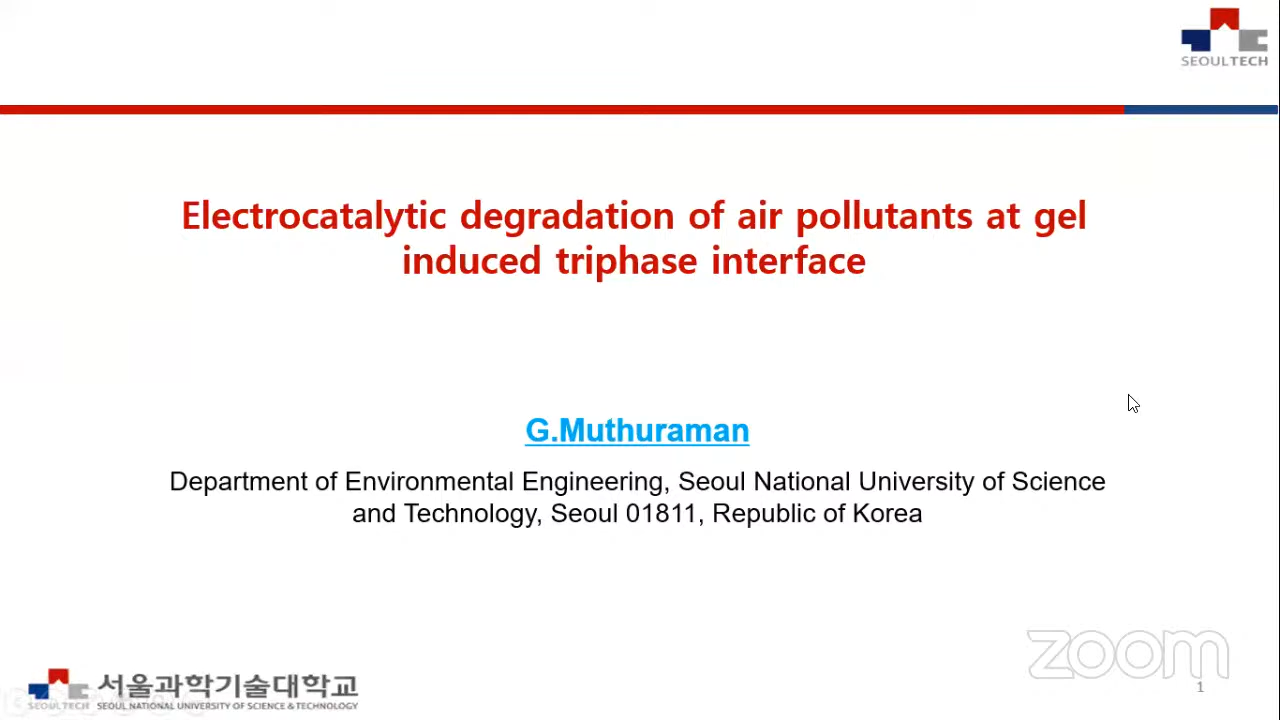 SEOULTECH
Electrocatalytic degradation of air pollutants at gel
induced triphase interface
G.Muthuraman
Department of Environmental Engineering, Seoul National University of Science
and Technology, Seoul 01811, Republic of Korea
zoom
1
서울과학기술대학교
SEOULTECH SEOUL NATIONAL UNIVERSITY OF SCIENCE & TECHNOLOGY